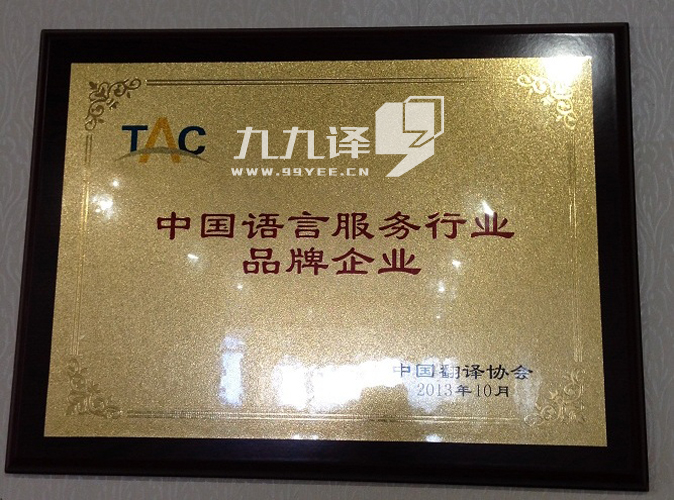 TAC
九九译
WWW.99YEE.CN
中国语言服务行业
品牌企业
中国翻译协会
2013年10月